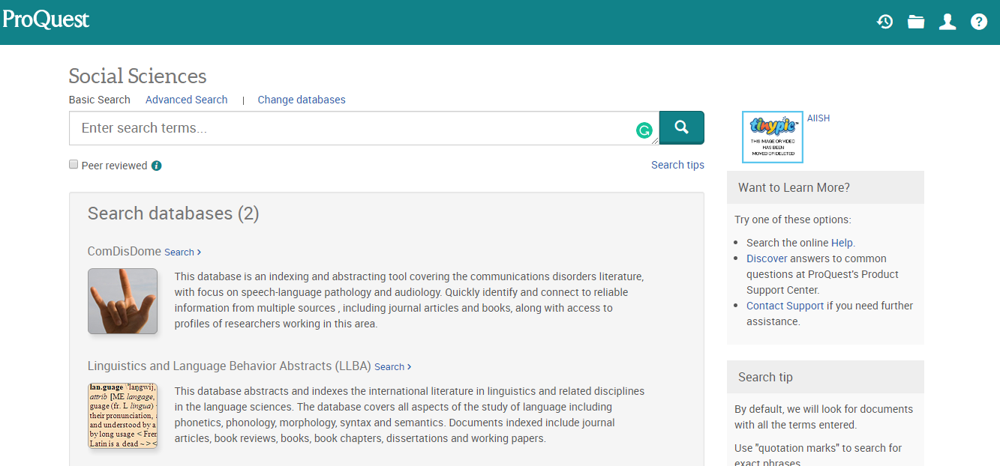 ProQuest
Social Sciences
Basic Search Advanced Search | Change databases
Enter search terms...
Peer reviewed
Search tips
Search databases (2)
ComDisDome Search >
This database is an indexing and abstracting tool covering the communications disorders literature,
with focus on speech-language pathology and audiology. Quickly identify and connect to reliable
information from multiple sources , including journal articles and books, along with access to
profiles of researchers working in this area.
Linguistics and Language Behavior Abstracts (LLBA) Search >
lan.guage \'laŋgwij,
attrib [ME langage,
guage (fr. L lingua)
their pronunciation,
and understood by a
by long usage < Fren
Latin is a dead ~ > <
This database abstracts and indexes the international literature in linguistics and related disciplines
in the language sciences. The database covers all aspects of the study of language including
phonetics, phonology, morphology, syntax and semantics. Documents indexed include journal
articles, book reviews, books, book chapters, dissertations and working papers.
tinypic™
THIS IMAGE OR VIDEO
HAS BEEN
MOVED OR DELETED
AIISH
Want to Learn More?
Try one of these options:
Search the online Help.
Discover answers to common
questions at ProQuest's Product
Support Center.
Contact Support if you need further
assistance.
Search tip
By default, we will look for documents
with all the terms entered.
Use "quotation marks" to search for
exact phrases